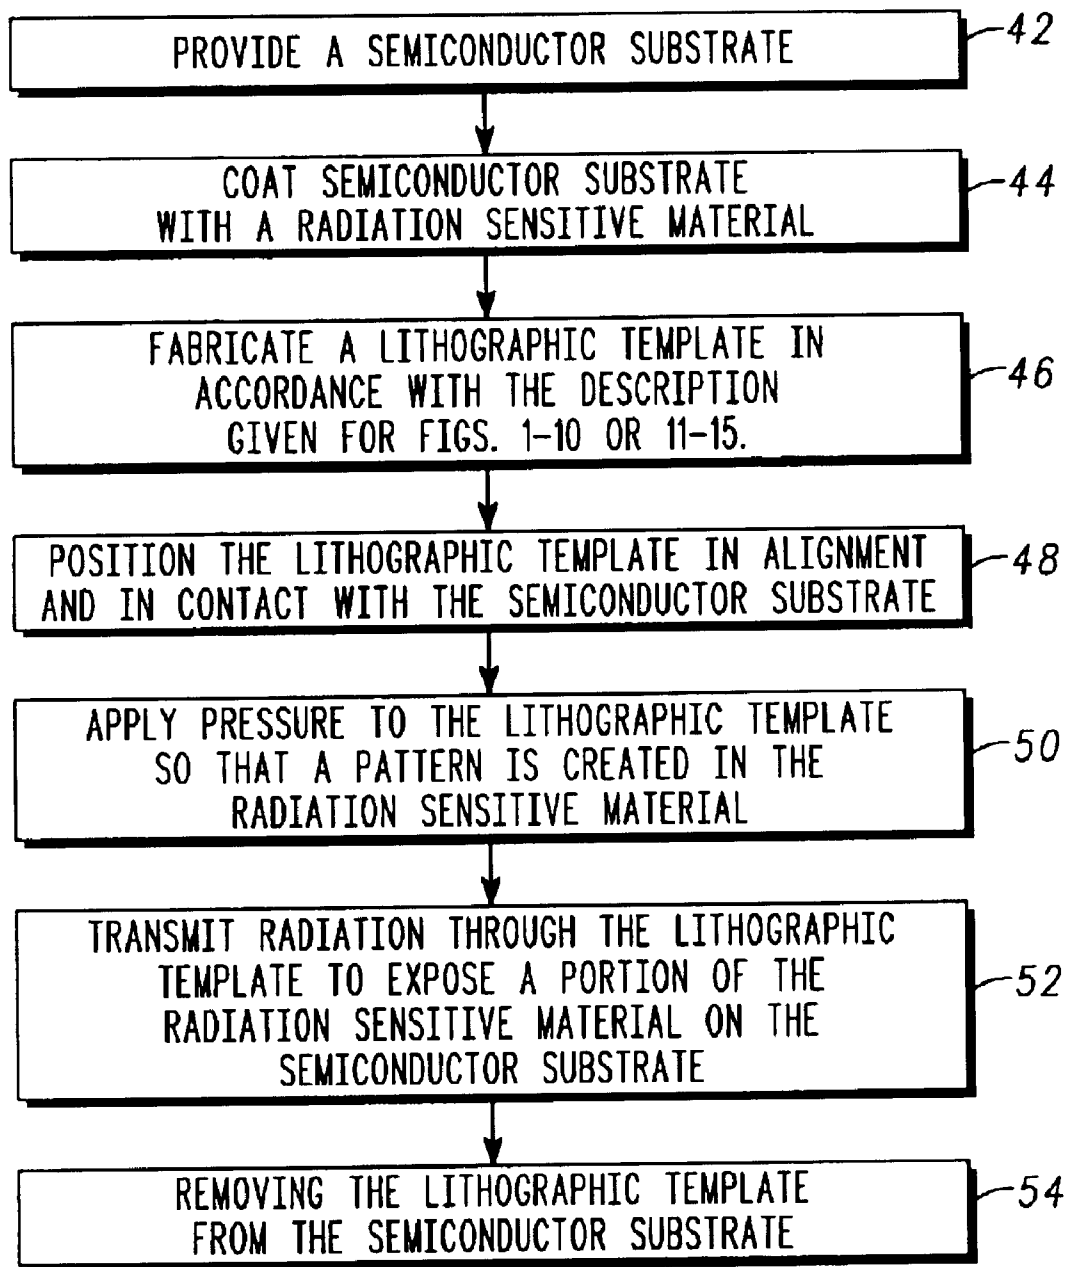 PROVIDE A SEMICONDUCTOR SUBSTRATE
42
COAT SEMICONDUCTOR SUBSTRATE
WITH A RADIATION SENSITIVE MATERIAL
44
FABRICATE A LITHOGRAPHIC TEMPLATE IN
ACCORDANCE WITH THE DESCRIPTION
GIVEN FOR FIGS. 1-10 OR 11-15.
46
POSITION THE LITHOGRAPHIC TEMPLATE IN ALIGNMENT
AND IN CONTACT WITH THE SEMICONDUCTOR SUBSTRATE
48
APPLY PRESSURE TO THE LITHOGRAPHIC TEMPLATE
SO THAT A PATTERN IS CREATED IN THE
RADIATION SENSITIVE MATERIAL
50
TRANSMIT RADIATION THROUGH THE LITHOGRAPHIC
TEMPLATE TO EXPOSE A PORTION OF THE
RADIATION SENSITIVE MATERIAL ON THE
SEMICONDUCTOR SUBSTRATE
52
REMOVING THE LITHOGRAPHIC TEMPLATE
FROM THE SEMICONDUCTOR SUBSTRATE
54